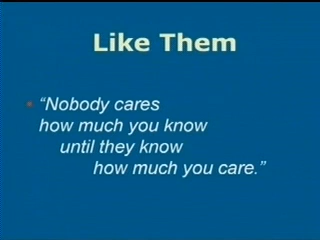 Like Them
• “Nobody cares
how much you know
until they know
how much you care.”